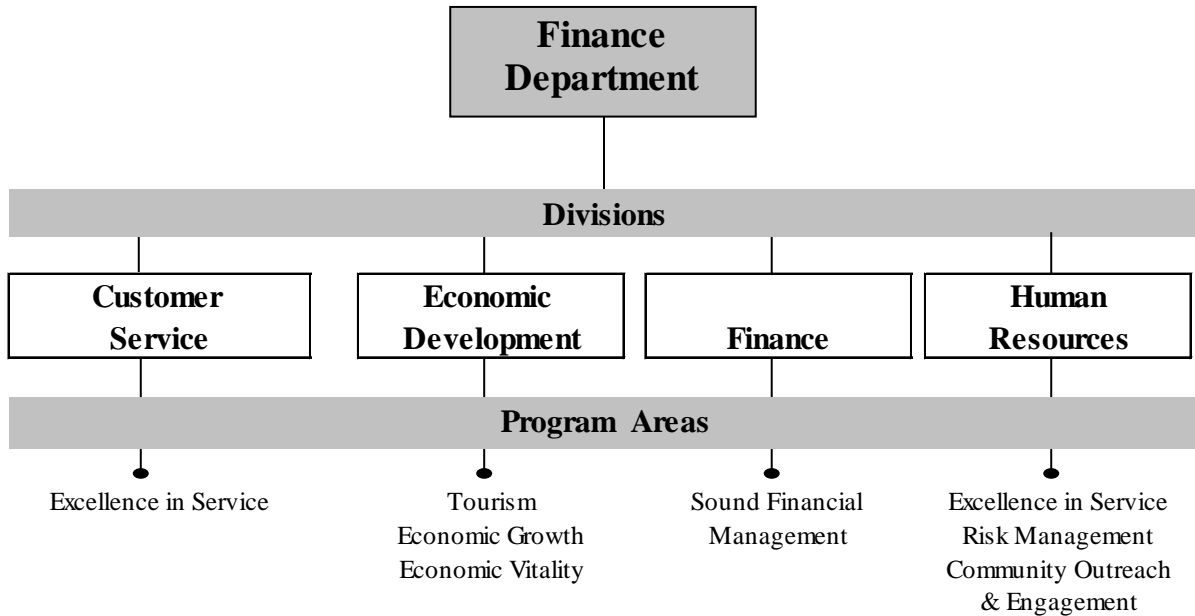 Finance
Department
Divisions
Customer
Service
Economic
Development
Finance
Human
Resources
Program Areas
Excellence in Service
Tourism
Economic Growth
Economic Vitality
Sound Financial
Management
Excellence in Service
Risk Management
Community Outreach
& Engagement